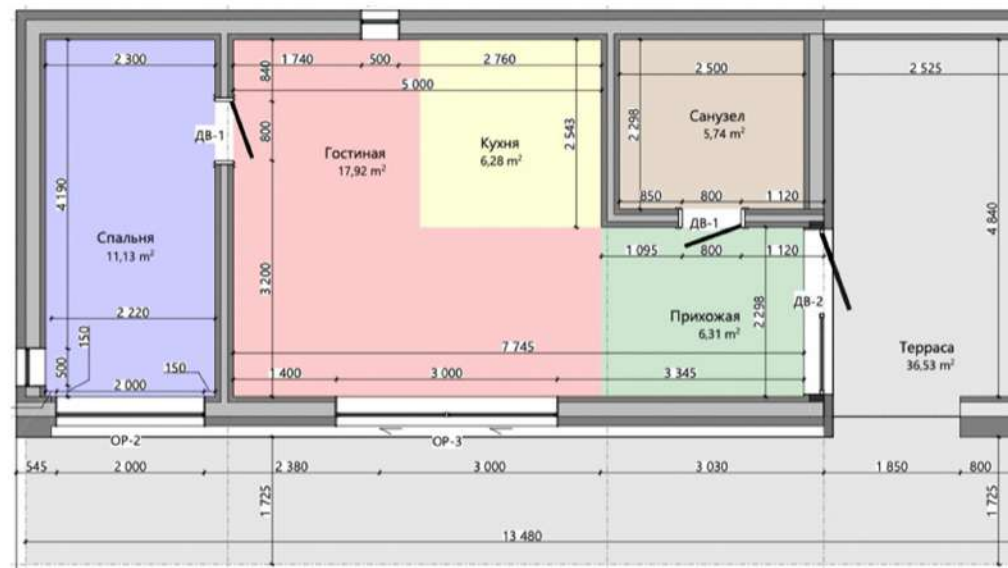 2 300
1 740
500
2 760
2 500
2 525
840
5 000
ДВ-1
800
Гостиная
17,92 m²
Кухня
6,28 m²
2 543
2 298
Санузел
5,74 m²
4 190
850
800
1 120
4 840
ДВ-1
Спальня
11,13 m²
1 095
800
1 120
3 200
2 220
Прихожая
6,31 m²
2 298
ДВ-2
150
7 745
Терраса
36,53 m²
500
2 000
150
1 400
3 000
3 345
ОР-2
ОР-3
545
2 000
2 380
3 000
3 030
1 850
800
1 725
1 725
13 480